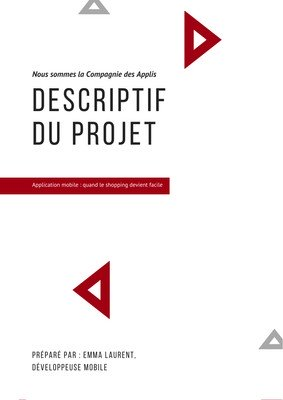 Nous sommes la Compagnie des Applis
DESCRIPTIF
DU PROJET
Application mobile : quand le shopping devient facile
PRÉPARÉ PAR : EMMA LAURENT,
DÉVELOPPEUSE MOBILE